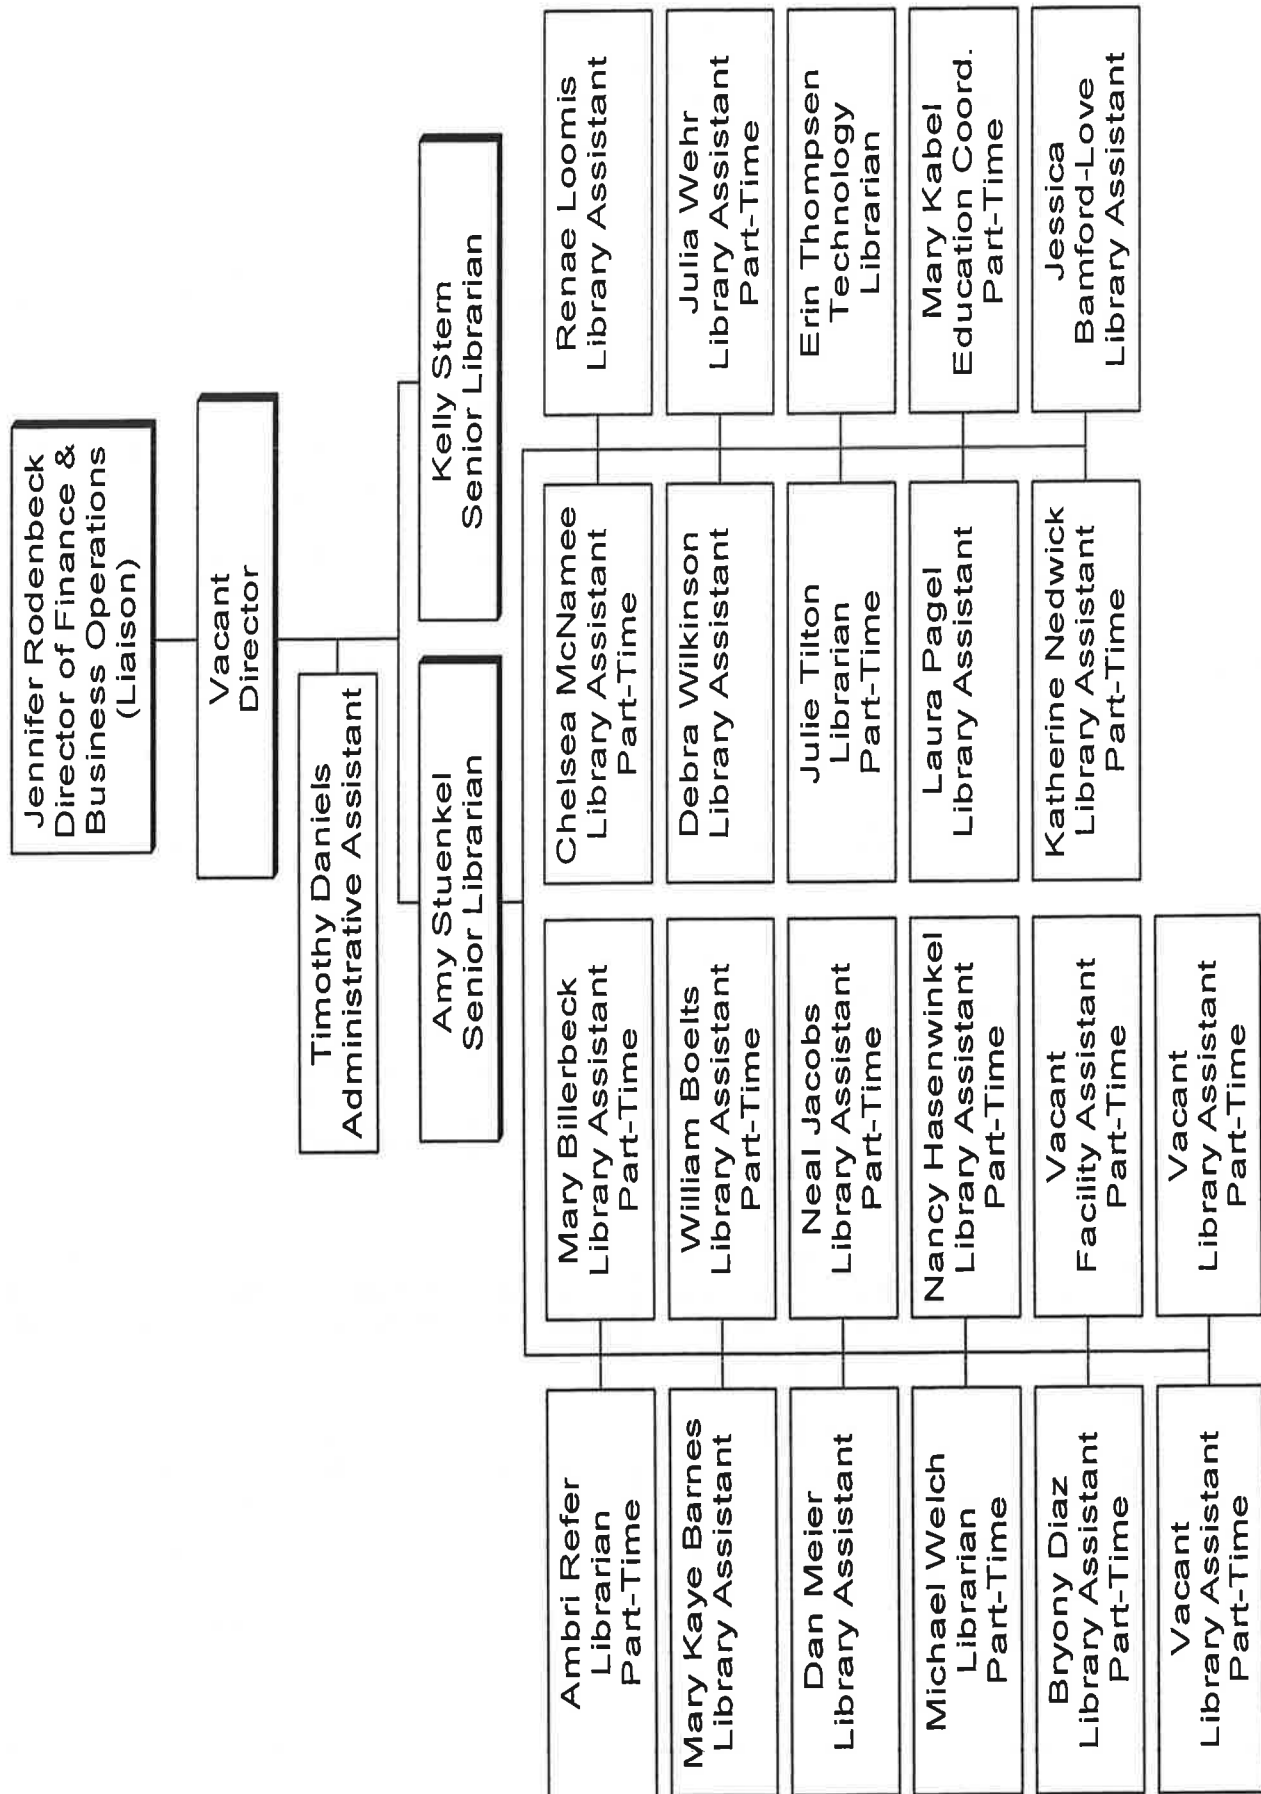 Jennifer Rodenbeck
Director of Finance &
Business Operations
(Liaison)
Vacant
Director
Timothy Daniels
Administrative Assistant
Amy Stuenkel
Senior Librarian
Kelly Stern
Senior Librarian
Ambri Refer
Librarian
Part-Time
Mary Billerbeck
Library Assistant
Part-Time
Chelsea McNamee
Library Assistant
Part-Time
Renae Loomis
Library Assistant
Mary Kaye Barnes
Library Assistant
William Boelts
Library Assistant
Part-Time
Debra Wilkinson
Library Assistant
Julia Wehr
Library Assistant
Part-Time
Dan Meier
Library Assistant
Neal Jacobs
Library Assistant
Part-Time
Julie Tilton
Librarian
Part-Time
Erin Thompsen
Technology
Librarian
Michael Welch
Librarian
Part-Time
Nancy Hasenwinkel
Library Assistant
Part-Time
Laura Pagel
Library Assistant
Mary Kabel
Education Coord.
Part-Time
Bryony Diaz
Library Assistant
Part-Time
Vacant
Facility Assistant
Part-Time
Katherine Nedwick
Library Assistant
Part-Time
Jessica
Bamford-Love
Library Assistant
Vacant
Library Assistant
Part-Time
Vacant
Library Assistant
Part-Time